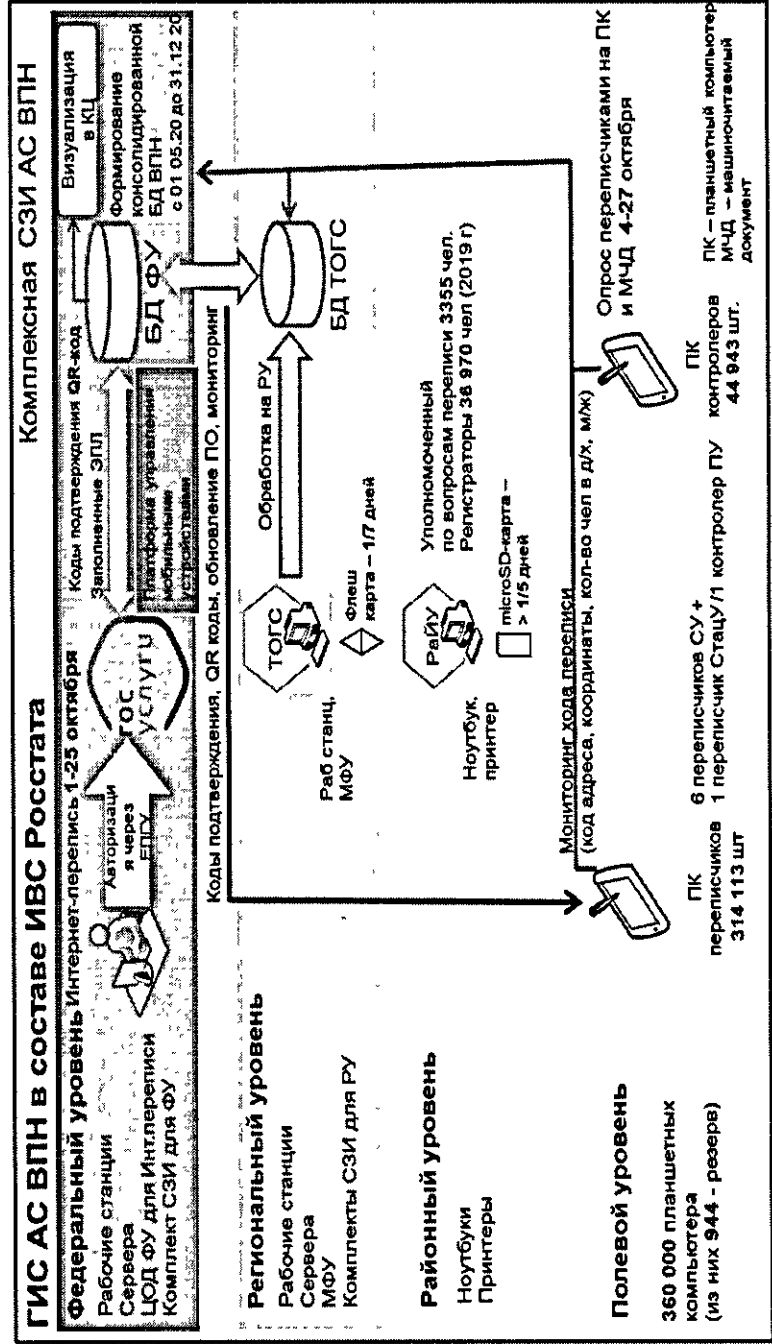 ГИС АС ВПН в составе ИВС Росстата
Комплексная СЗИ АС ВПН
Федеральный уровень
Интернет-перепись 1-25 октября
Рабочие станции
Сервера
ЦОД ФУ для Инт.переписи
Комплект СЗИ для ФУ
Авторизаци
я через
ЕПГУ
гос
услуги
Коды подтверждения QR-код
Заполненные ЭПЛ
Платформа управления
мобильными
устройствами
БД ФУ
Визуализация
в КЦ
Формирование
консолидированной
БД ВПН
с 01 05.20 до 31.12 20
Коды подтверждения, QR коды, обновление ПО, мониторинг
Региональный уровень
Рабочие станции
Сервера
МФУ
Комплекты СЗИ для РУ
Раб станц,
МФУ
ТОГС
Флеш
карта – 1/7 дней
Обработка на РУ
БД ТОГС
Районный уровень
Ноутбуки
Принтеры
Ноутбук,
принтер
РайУ
microSD-карта –
> 1/5 дней
Уполномоченный
по вопросам переписи 3355 чел.
Регистраторы 36 970 чел (2019 г)
Мониторинг хода переписи
(код адреса, координаты, кол-во чел в д/х, м/ж)
Полевой уровень
360 000 планшетных
компьютера
(из них 944 - резерв)
ПК
переписчиков
314 113 шт
6 переписчиков СУ +
1 переписчик СтацУ/1 контролер ПУ
ПК
контролеров
44 943 шт.
Опрос переписчиками на ПК
и МЧД 4-27 октября
ПК – планшетный компьютер
МЧД – машиночитаемый
документ